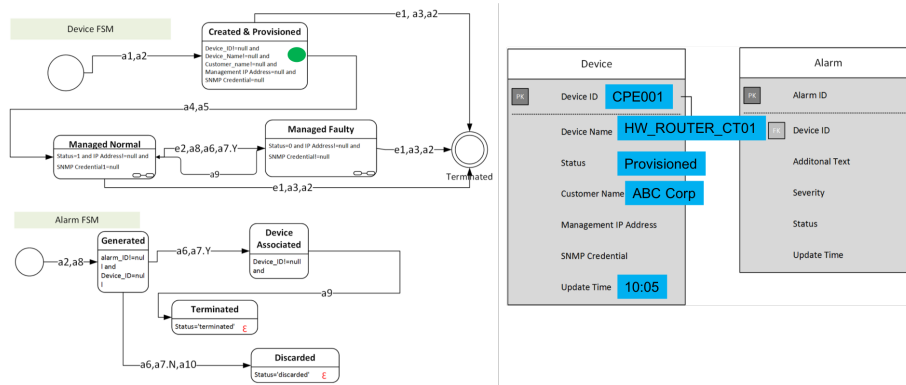 Device FSM
e1, a3,a2
Created & Provisioned
Device_ID!=null and
Device_Name!=null and
Customer_name!=null and
Management IP Address=null and
SNMP Credential=null
a1,a2
a4,a5
Managed Normal
Status=1 and IP Address!=null and
SNMP Credential1=null
e2,a8,a6,a7.Y
a9
Managed Faulty
Status=0 and IP Address!=null and
SNMP Credential!=null
e1,a3,a2
Terminated
e1,a3,a2
Alarm FSM
a2,a8
Generated
alarm_ID!=nul
l and
Device_ID=nul
l
a6,a7.Y
Device
Associated
Device_ID!=null
and
a9
Terminated
Status='terminated' ε
a6,a7.N,a10
Discarded
Status='discarded' ε
Device
PK Device ID CPE001
Device Name HW_ROUTER_CT01
Status Provisioned
Customer Name ABC Corp
Management IP Address
SNMP Credential
Update Time 10:05
Alarm
PK Alarm ID
FK Device ID
Additonal Text
Severity
Status
Update Time